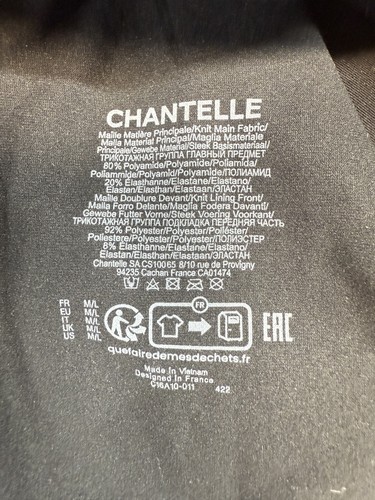 CHANTELLE
Maille Matière Principale/Knit Main Fabric/
Malla Material Principal/Maglia Materiale
Principale/Gewebe Material/Steek Basismateriaal/
ТРИКОТАЖНАЯ ГРУППА ГЛАВНЫЙ ПРЕДМЕТ
80% Polyamide/Polyamide/Poliamida/
Poliammide/Polyamid/Polyamide/ПОЛИАМИД
20% Elasthanne/Elastane/Elastano/
Elastan/Elasthan/Elastaan/ЭЛАСТАН
Maille Doublure Devant/Knit Lining Front/
Malla Forro Delante/Maglia Fodera Davanti/
Gewebe Futter Vorne/Steek Voering Voorkant/
ТРИКОТАЖНАЯ ГРУППА ПОДКЛАДКА ПЕРЕДНЯЯ ЧАСТЬ
92% Polyester/Polyester/Poliéster/
Poliestere/Polyester/Polyester/ПОЛИЭСТЕР
8% Elasthanne/Elastane/Elastano/
Elastan/Elasthan/Elastaan/ЭЛАСТАН
Chantelle SA CS10065 8/10 rue de Provigny
94235 Cachan France CA01474
FR M/L
EU M/L
IT M/L
UK M/L
US M/L
FR
EAC
quefairedemesdechets.fr
Made in Vietnam
Designed in France
C16A10-011 422